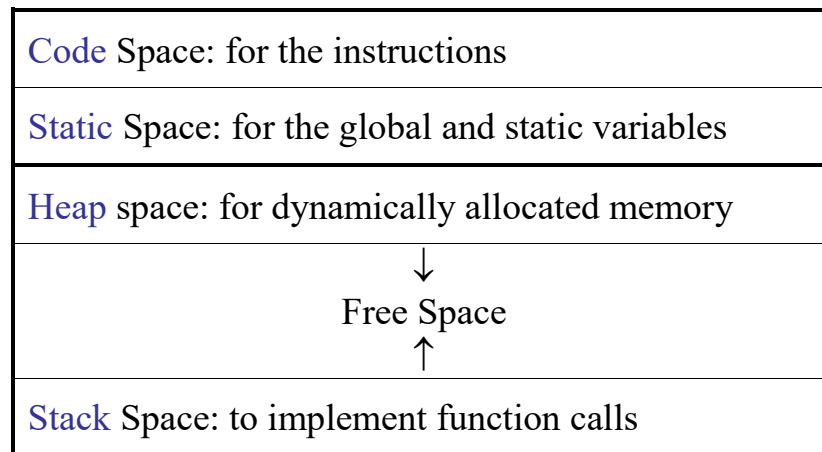 Code Space: for the instructions
Static Space: for the global and static variables
Heap space: for dynamically allocated memory
↓
Free Space
↑
Stack Space: to implement function calls